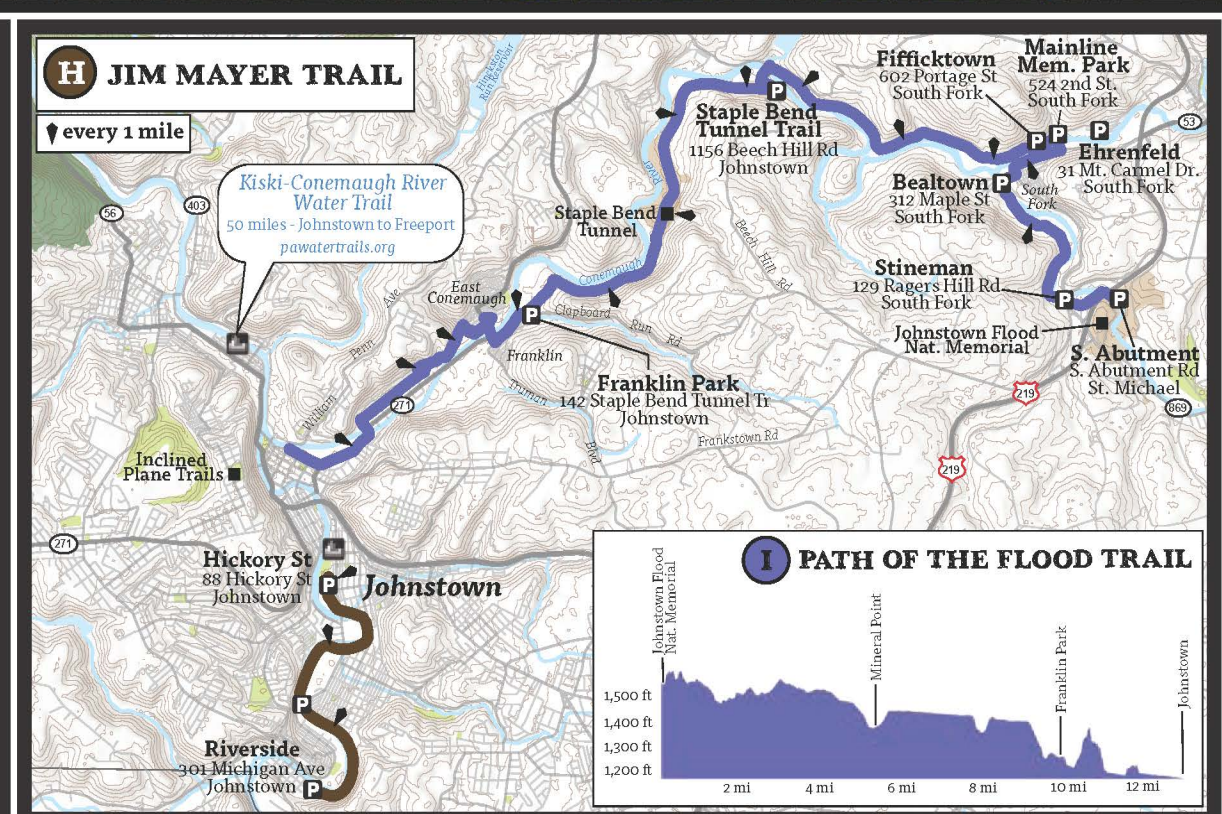 H JIM MAYER TRAIL
every 1 mile
Kiski-Conemaugh River
Water Trail
50 miles - Johnstown to Freeport
pawatertrails.org
Hinckston
Run Reservoir
56
403
Fifficktown
602 Portage St
South Fork
Mainline
Mem. Park
524 2nd St.
South Fork
53
P
P
P
P
Staple Bend
Tunnel Trail
1156 Beech Hill Rd
Johnstown
Ehrenfeld
31 Mt. Carmel Dr.
South Fork
Bealtown
312 Maple St
South Fork
P
South
Fork
River
Staple Bend
Tunnel
Beech Hill Rd
Conemaugh
East
Conemaugh
Stineman
129 Ragers Hill Rd
South Fork
P
P
Johnstown Flood
Nat. Memorial
S. Abutment
S. Abutment Rd
St. Michael
P
Clapboard Run Rd
Penn Ave
Franklin
Franklin Park
142 Staple Bend Tunnel Tr
Johnstown
Truman Blvd
William
271
219
869
Frankstown Rd
219
Inclined
Plane Trails
271
Hickory St
88 Hickory St
Johnstown
P
Johnstown
P
Riverside
301 Michigan Ave
Johnstown
P
I PATH OF THE FLOOD TRAIL
Johnstown Flood
Nat. Memorial
Mineral Point
Franklin Park
Johnstown
1,500 ft
1,400 ft
1,300 ft
1,200 ft
2 mi
4 mi
6 mi
8 mi
10 mi
12 mi